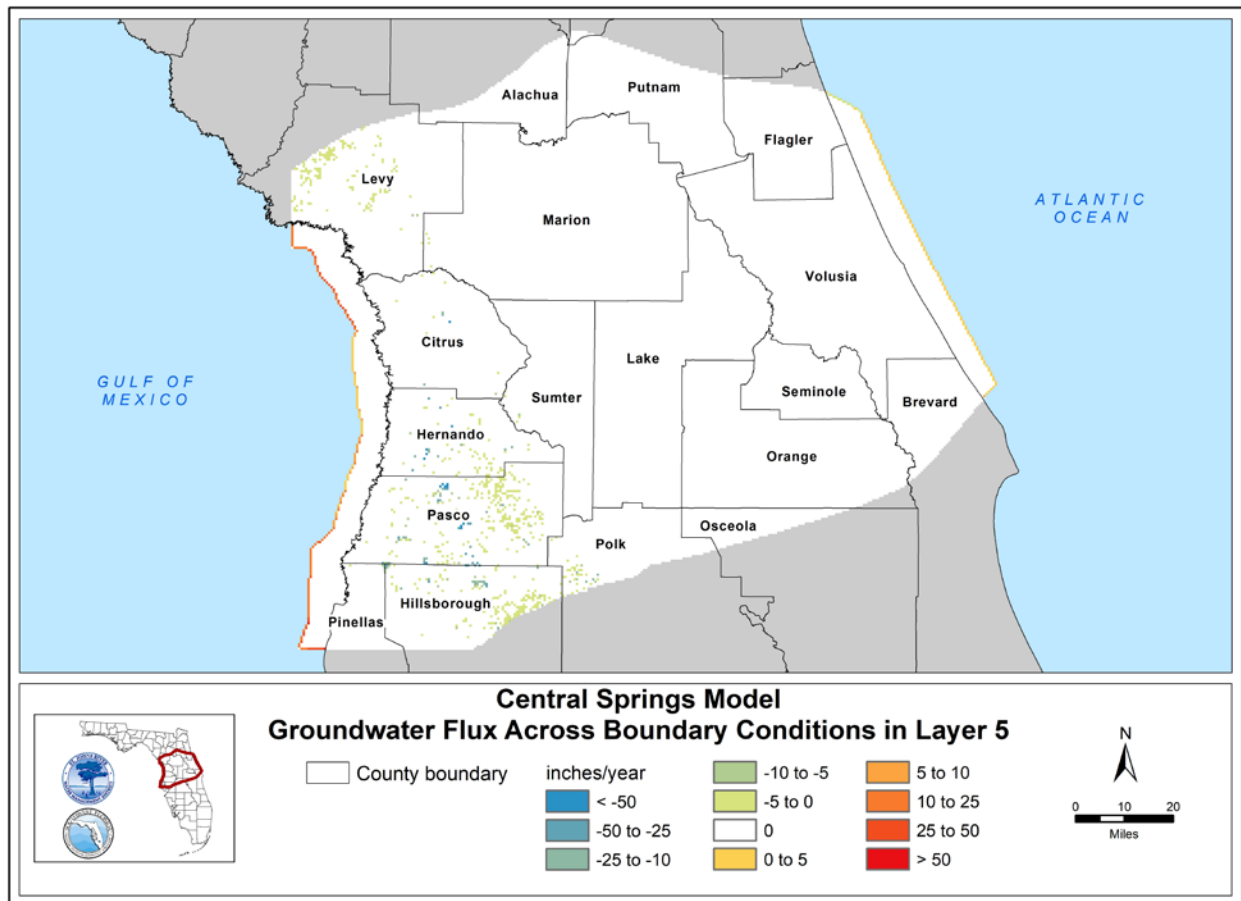 Alachua
Putnam
Flagler
Levy
Marion
ATLANTIC
OCEAN
Volusia
Citrus
Lake
GULF OF
MEXICO
Sumter
Seminole
Brevard
Hernando
Orange
Pasco
Osceola
Polk
Hillsborough
Pinellas
Central Springs Model
Groundwater Flux Across Boundary Conditions in Layer 5
County boundary
inches/year
< -50
-50 to -25
-25 to -10
-10 to -5
-5 to 0
0
0 to 5
5 to 10
10 to 25
25 to 50
> 50
N
0 10 20
Miles